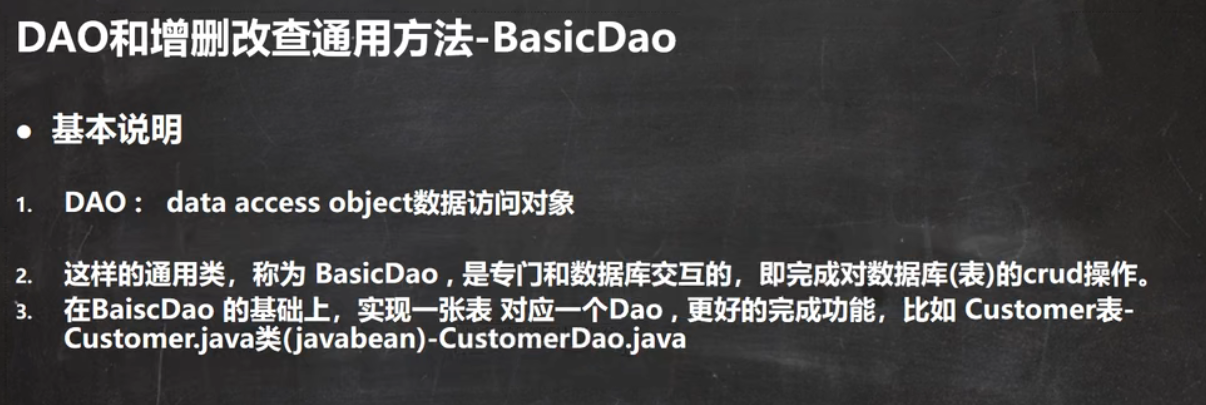 DAO和增删改查通用方法-BasicDao
● 基本说明
1. DAO： data access object数据访问对象
2. 这样的通用类，称为 BasicDao , 是专门和数据库交互的，即完成对数据库(表)的crud操作。
3. 在BaiscDao 的基础上，实现一张表 对应一个Dao , 更好的完成功能，比如 Customer表-
Customer.java类(javabean)-CustomerDao.java